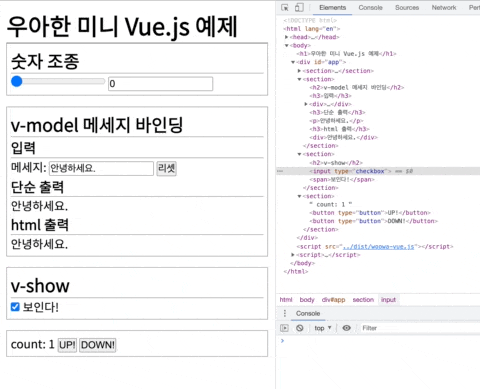 우아한 미니 Vue.js 예제
숫자 조종
0
v-model 메세지 바인딩
입력
메세지: 안녕하세요. 리셋
단순 출력
안녕하세요.
html 출력
안녕하세요.
v-show
보인다!
count: 1 UP! DOWN!
Elements Console Sources Network Perf
<!DOCTYPE html>
<html lang="en">
<head>…</head>
<body>
<h1>우아한 미니 Vue.js 예제</h1>
<div id="app">
<section>…</section>
<section>
<h2>v-model 메세지 바인딩</h2>
<h3>입력</h3>
<div>…</div>
<h3>단순 출력</h3>
<p>안녕하세요.</p>
<h3>html 출력</h3>
<div>안녕하세요.</div>
</section>
<section>
<h2>v-show</h2>
<input type="checkbox"> == $0
<span>보인다!</span>
</section>
<section>
" count: 1 "
<button type="button">UP!</button>
<button type="button">DOWN!</button>
</section>
</div>
<script src="../dist/woowa-vue.js"></script>
<script>…</script>
</body>
</html>
html body div#app section input
Console
top Filter